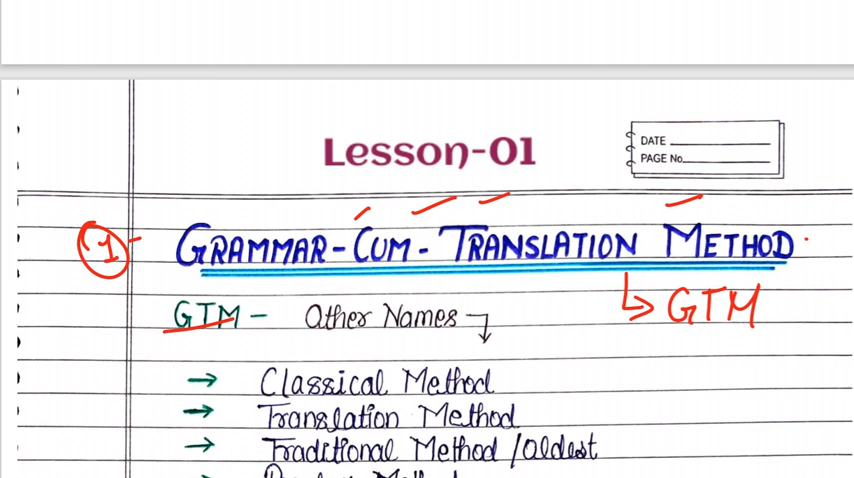 Lesson-01
DATE
PAGE No.
1
GRAMMAR-CUM-TRANSLATION METHOD
GTM
GTM - Other Names
→ Classical Method
→ Translation Method
→ Traditional Method/Oldest